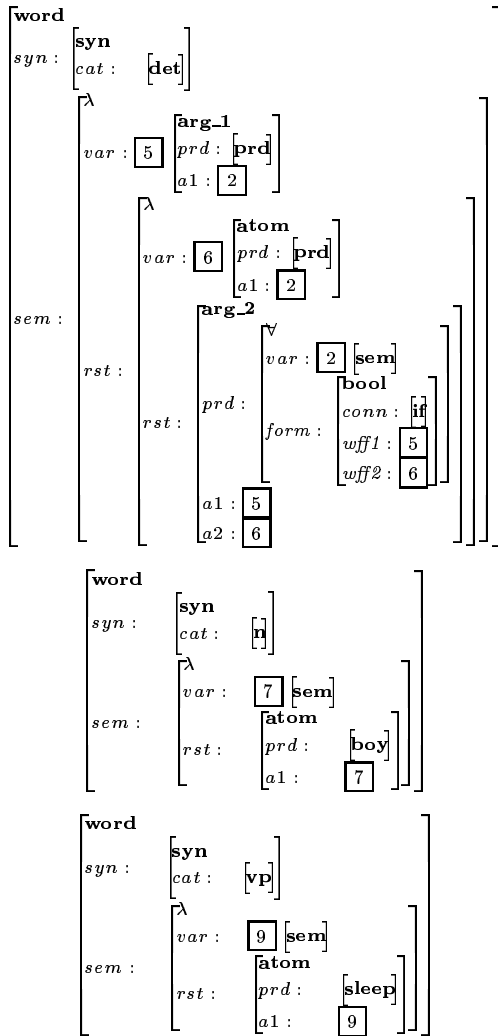 word
syn :
syn
cat : det
sem :
λ
var : 5
arg_1
prd : prd
a1 : 2
rst :
λ
var : 6
atom
prd : prd
a1 : 2
rst :
arg_2
prd :
∀
var : 2 sem
form :
bool
conn : if
wff1 : 5
wff2 : 6
a1 : 5
a2 : 6
word
syn :
syn
cat : n
sem :
λ
var : 7 sem
rst :
atom
prd : boy
a1 : 7
word
syn :
syn
cat : vp
sem :
λ
var : 9 sem
rst :
atom
prd : sleep
a1 : 9